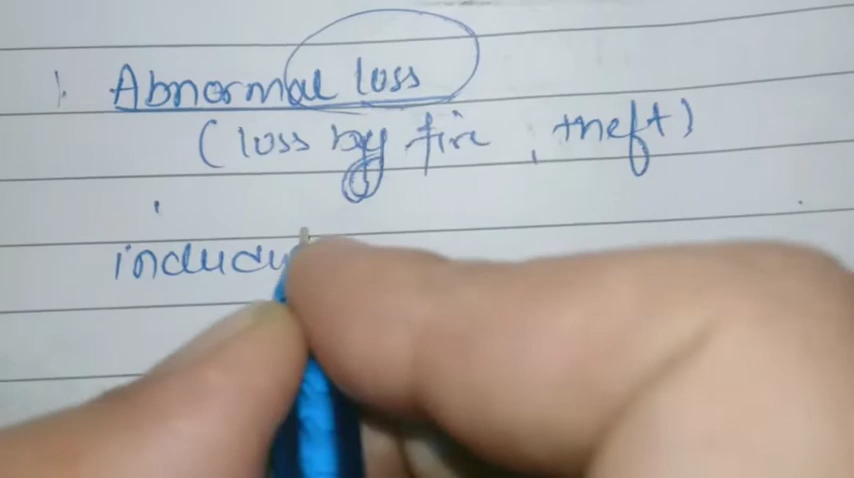 1. Abnormal loss
(loss by fire, theft)
includ